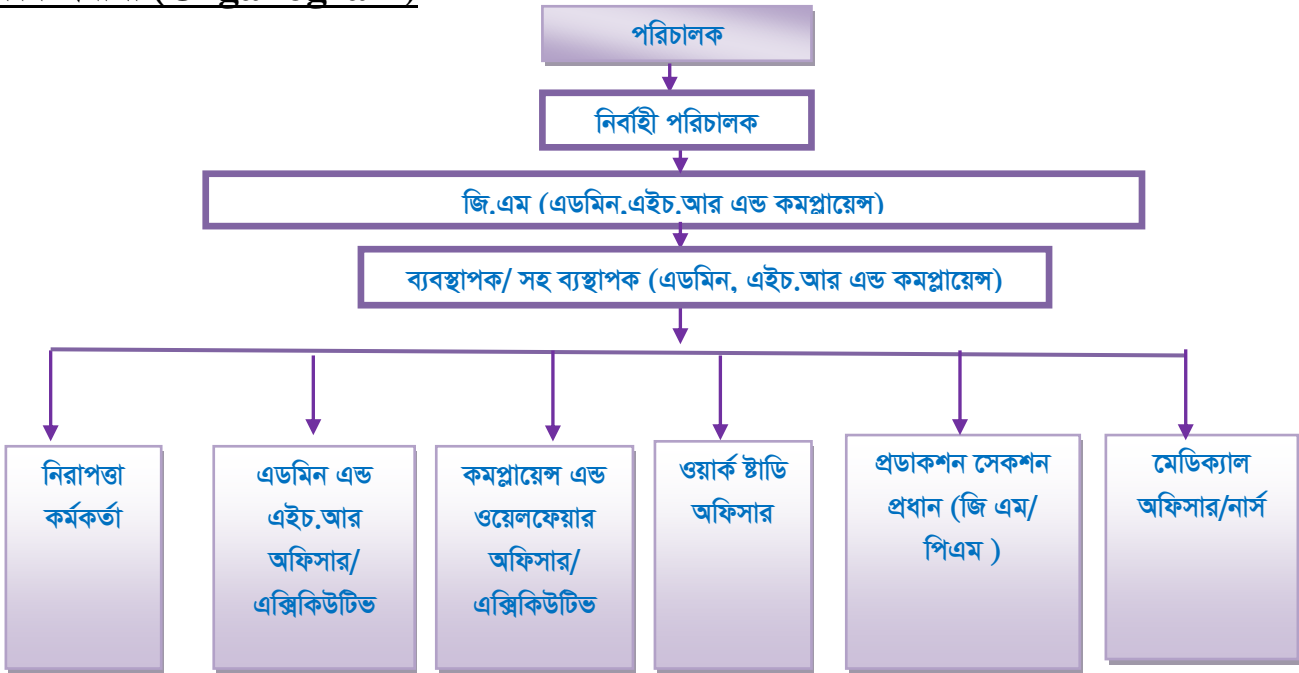 পরিচালক
নির্বাহী পরিচালক
জি.এম (এডমিন.এইচ.আর এন্ড কমপ্লায়েন্স)
ব্যবস্থাপক/ সহ ব্যস্থাপক (এডমিন, এইচ.আর এন্ড কমপ্লায়েন্স)
নিরাপত্তা
কর্মকর্তা
এডমিন এন্ড
এইচ.আর
অফিসার/
এক্সিকিউটিভ
কমপ্লায়েন্স এন্ড
ওয়েলফেয়ার
অফিসার/
এক্সিকিউটিভ
ওয়ার্ক ষ্টাডি
অফিসার
প্রডাকশন সেকশন
প্রধান (জি এম/
পিএম )
মেডিক্যাল
অফিসার/নার্স